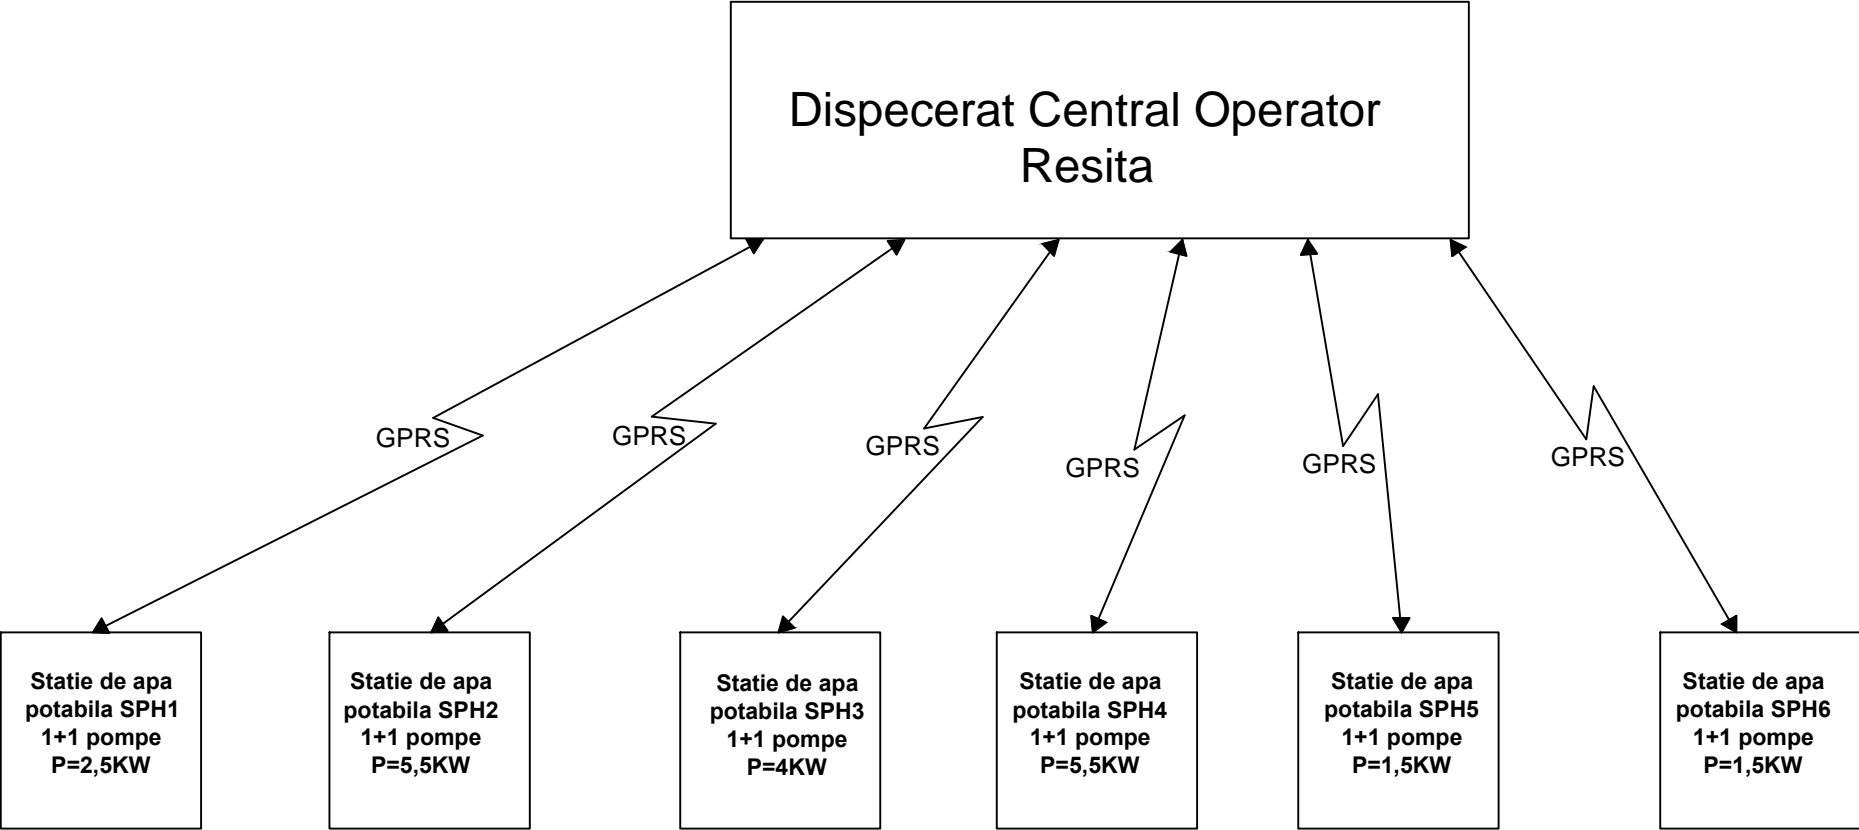 Dispecerat Central Operator
Resita
GPRS
GPRS
GPRS
GPRS
GPRS
GPRS
Statie de apa
potabila SPH1
1+1 pompe
P=2,5KW
Statie de apa
potabila SPH2
1+1 pompe
P=5,5KW
Statie de apa
potabila SPH3
1+1 pompe
P=4KW
Statie de apa
potabila SPH4
1+1 pompe
P=5,5KW
Statie de apa
potabila SPH5
1+1 pompe
P=1,5KW
Statie de apa
potabila SPH6
1+1 pompe
P=1,5KW